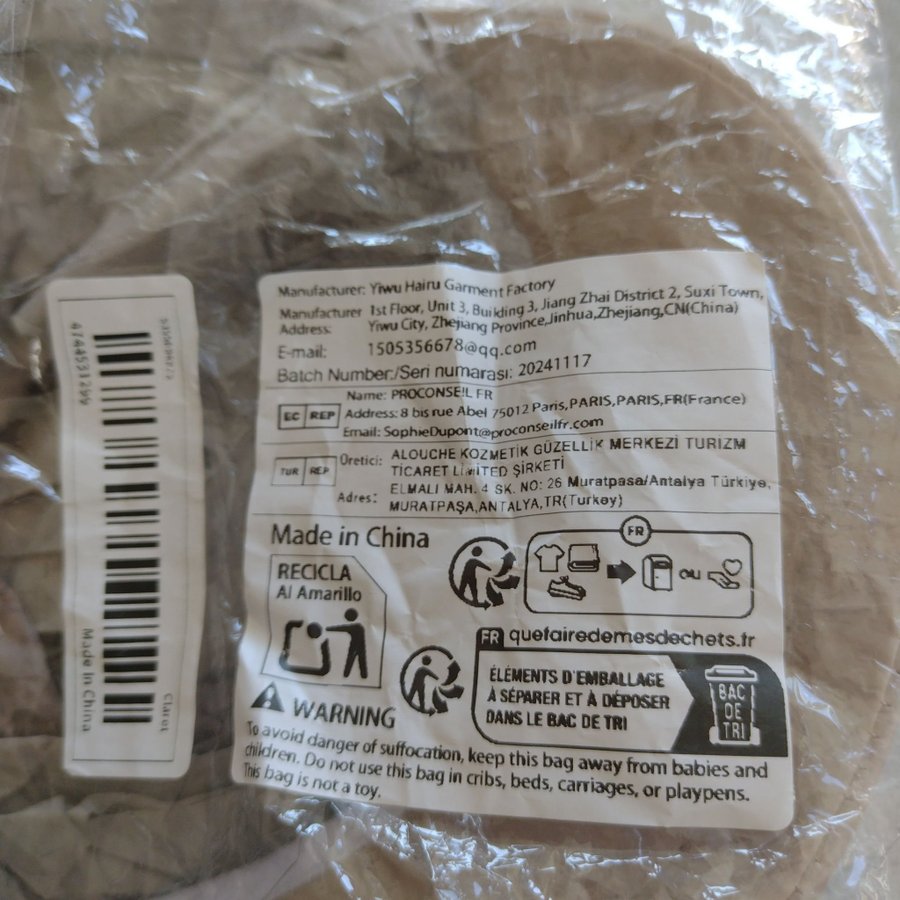 Manufacturer: Yiwu Hairu Garment Factory
Manufacturer Address: 1st Floor, Unit 3, Building 3, Jiang Zhai District 2, Suxi Town,
Yiwu City, Zhejiang Province,Jinhua,Zhejiang,CN(China)
E-mail: 1505356678@qq.com
Batch Number:/Seri numarası: 20241117
EC REP
Name: PROCONSEIL FR
Address: 8 bis rue Abel 75012 Paris,PARIS,PARIS,FR(France)
Email: SophieDupont@proconseilfr.com
TUR REP
Üretici: ALOUCHE KOZMETİK GÜZELLİK MERKEZİ TURIZM
TİCARET LİMİTED ŞİRKETİ
Adres: ELMALI MAH. 4 SK. NO: 26 Muratpaşa/Antalya Türkiye,
MURATPAŞA,ANTALYA,TR(Turkey)
Made in China
RECICLA
Al Amarillo
FR
OU
FR quefairedemesdechets.fr
ÉLÉMENTS D'EMBALLAGE
À SÉPARER ET À DÉPOSER
DANS LE BAC DE TRI
BAC
DE
TRI
WARNING
To avoid danger of suffocation, keep this bag away from babies and
children. Do not use this bag in cribs, beds, carriages, or playpens.
This bag is not a toy.
4744531299
Made in China
Claret